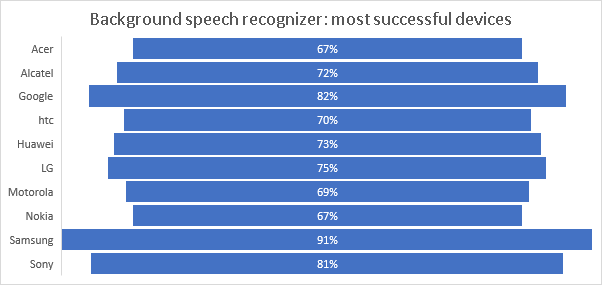 Background speech recognizer: most successful devices
Acer 67%
Alcatel 72%
Google 82%
htc 70%
Huawei 73%
LG 75%
Motorola 69%
Nokia 67%
Samsung 91%
Sony 81%